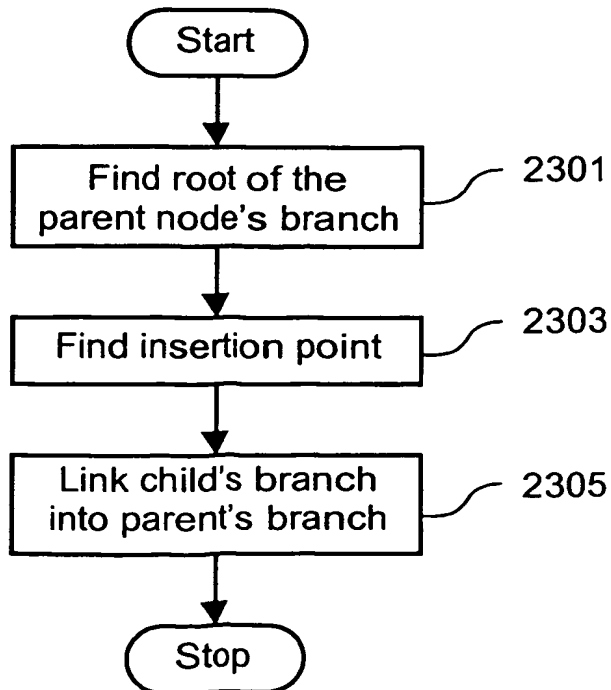 Start
Find root of the
parent node's branch
2301
Find insertion point
2303
Link child's branch
into parent's branch
2305
Stop